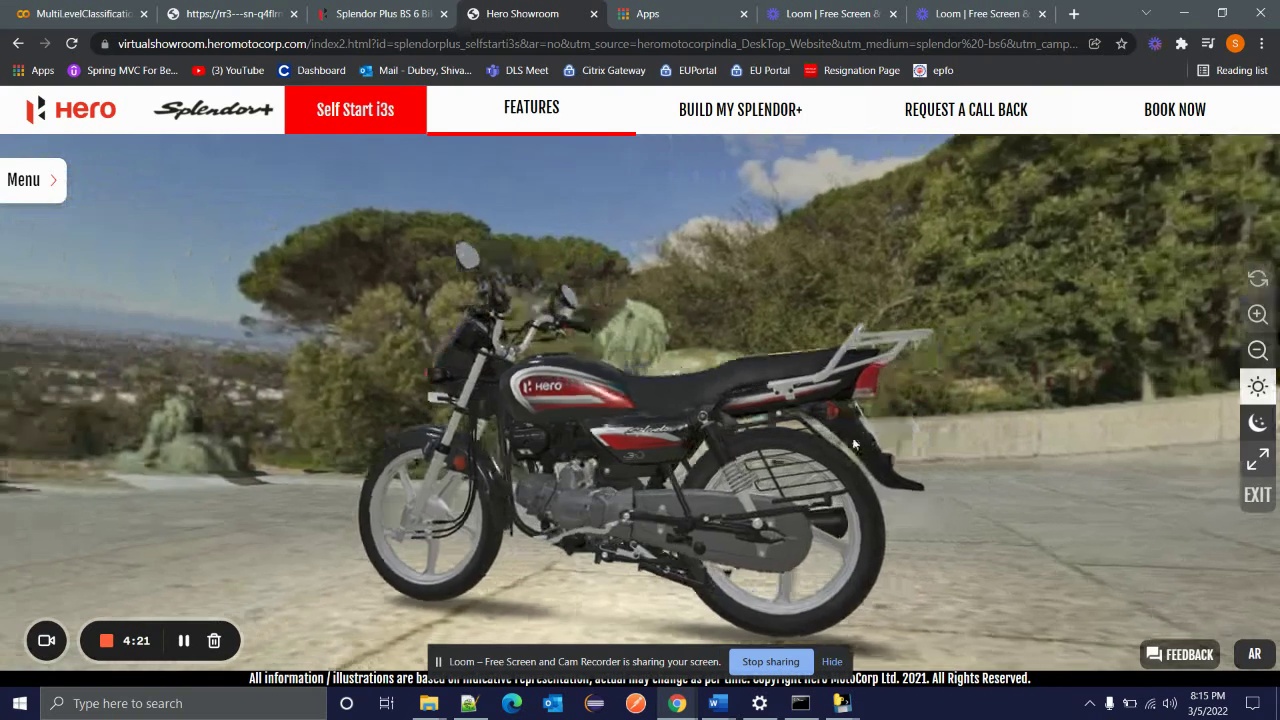 MultiLevelClassificatio
https://rr3---sn-q4flrn
Splendor Plus BS 6 Bik
Hero Showroom
Apps
Loom | Free Screen &
Loom | Free Screen &
virtualshowroom.heromotocorp.com/index2.html?id=splendorplus_selfstarti3s&at=no&utm_source=heromotocorpindia_DeskTop_Website&utm_medium=splendor%20-bs6&utm_camp...
S
Apps
Spring MVC For Be...
(3) YouTube
Dashboard
Mail - Dubey, Shiva...
DLS Meet
Citrix Gateway
EUPortal
EU Portal
Resignation Page
epfo
Reading list
Hero
Splendor+
Self Start i3s
FEATURES
BUILD MY SPLENDOR+
REQUEST A CALL BACK
BOOK NOW
Menu
HERO
Splendor+
i3S
EXIT
4:21
Loom – Free Screen and Cam Recorder is sharing your screen.
Stop sharing
Hide
FEEDBACK
AR
All information / illustrations are based on indicative representation, actual may change as per time. Copyright Hero MotoCorp Ltd. 2021. All Rights Reserved.
Type here to search
8:15 PM
3/5/2022